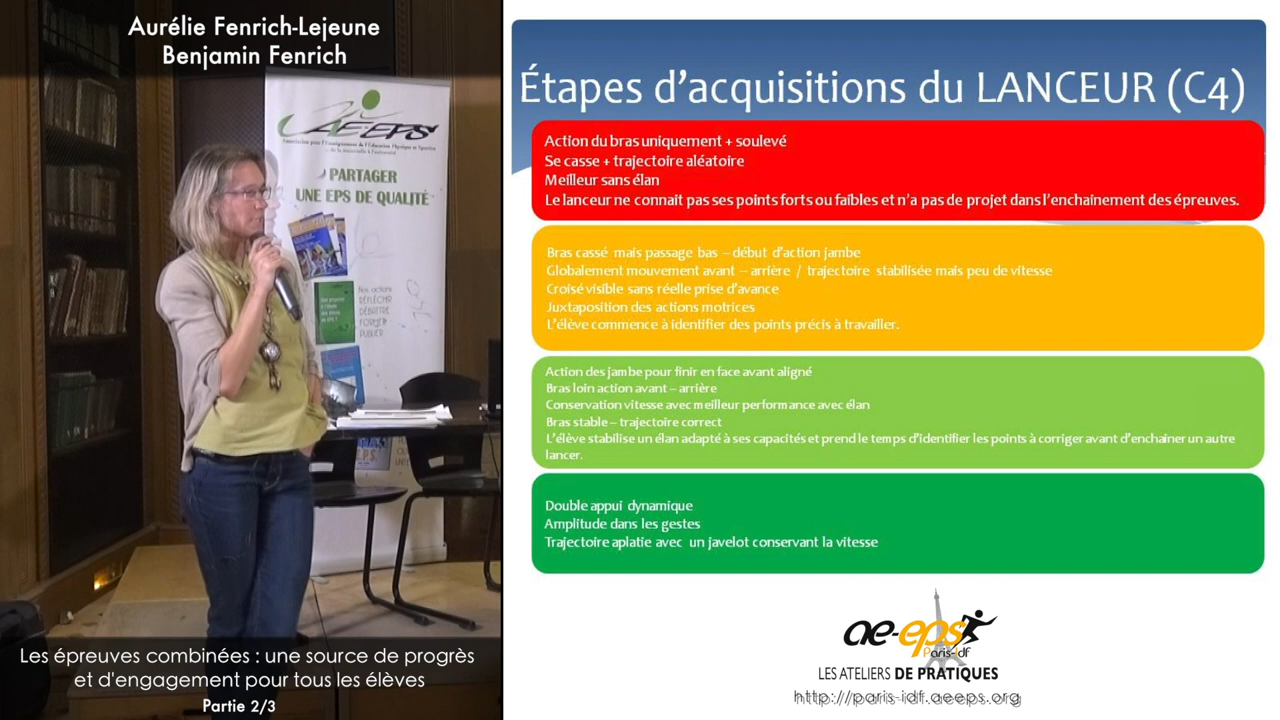 Aurélie Fenrich-Lejeune
Benjamin Fenrich
AEEPS
PARTAGER
UNE EPS DE QUALITÉ
Nos actions
RÉFLÉCHIR
DÉBATTRE
FORMER
PUBLIER
Les épreuves combinées : une source de progrès
et d'engagement pour tous les élèves
Partie 2/3
Étapes d'acquisitions du LANCEUR (C4)
Action du bras uniquement + soulevé
Se casse + trajectoire aléatoire
Meilleur sans élan
Le lanceur ne connait pas ses points forts ou faibles et n'a pas de projet dans l'enchainement des épreuves.
Bras cassé mais passage bas – début d'action jambe
Globalement mouvement avant – arrière / trajectoire stabilisée mais peu de vitesse
Croisé visible sans réelle prise d'avance
Juxtaposition des actions motrices
L'élève commence à identifier des points précis à travailler.
Action des jambe pour finir en face avant aligné
Bras loin action avant – arrière
Conservation vitesse avec meilleur performance avec élan
Bras stable – trajectoire correct
L'élève stabilise un élan adapté à ses capacités et prend le temps d'identifier les points à corriger avant d'enchainer un autre
lancer.
Double appui dynamique
Amplitude dans les gestes
Trajectoire aplatie avec un javelot conservant la vitesse
ae-eps
Paris-idf
LES ATELIERS DE PRATIQUES
http://paris-idf.aeeps.org